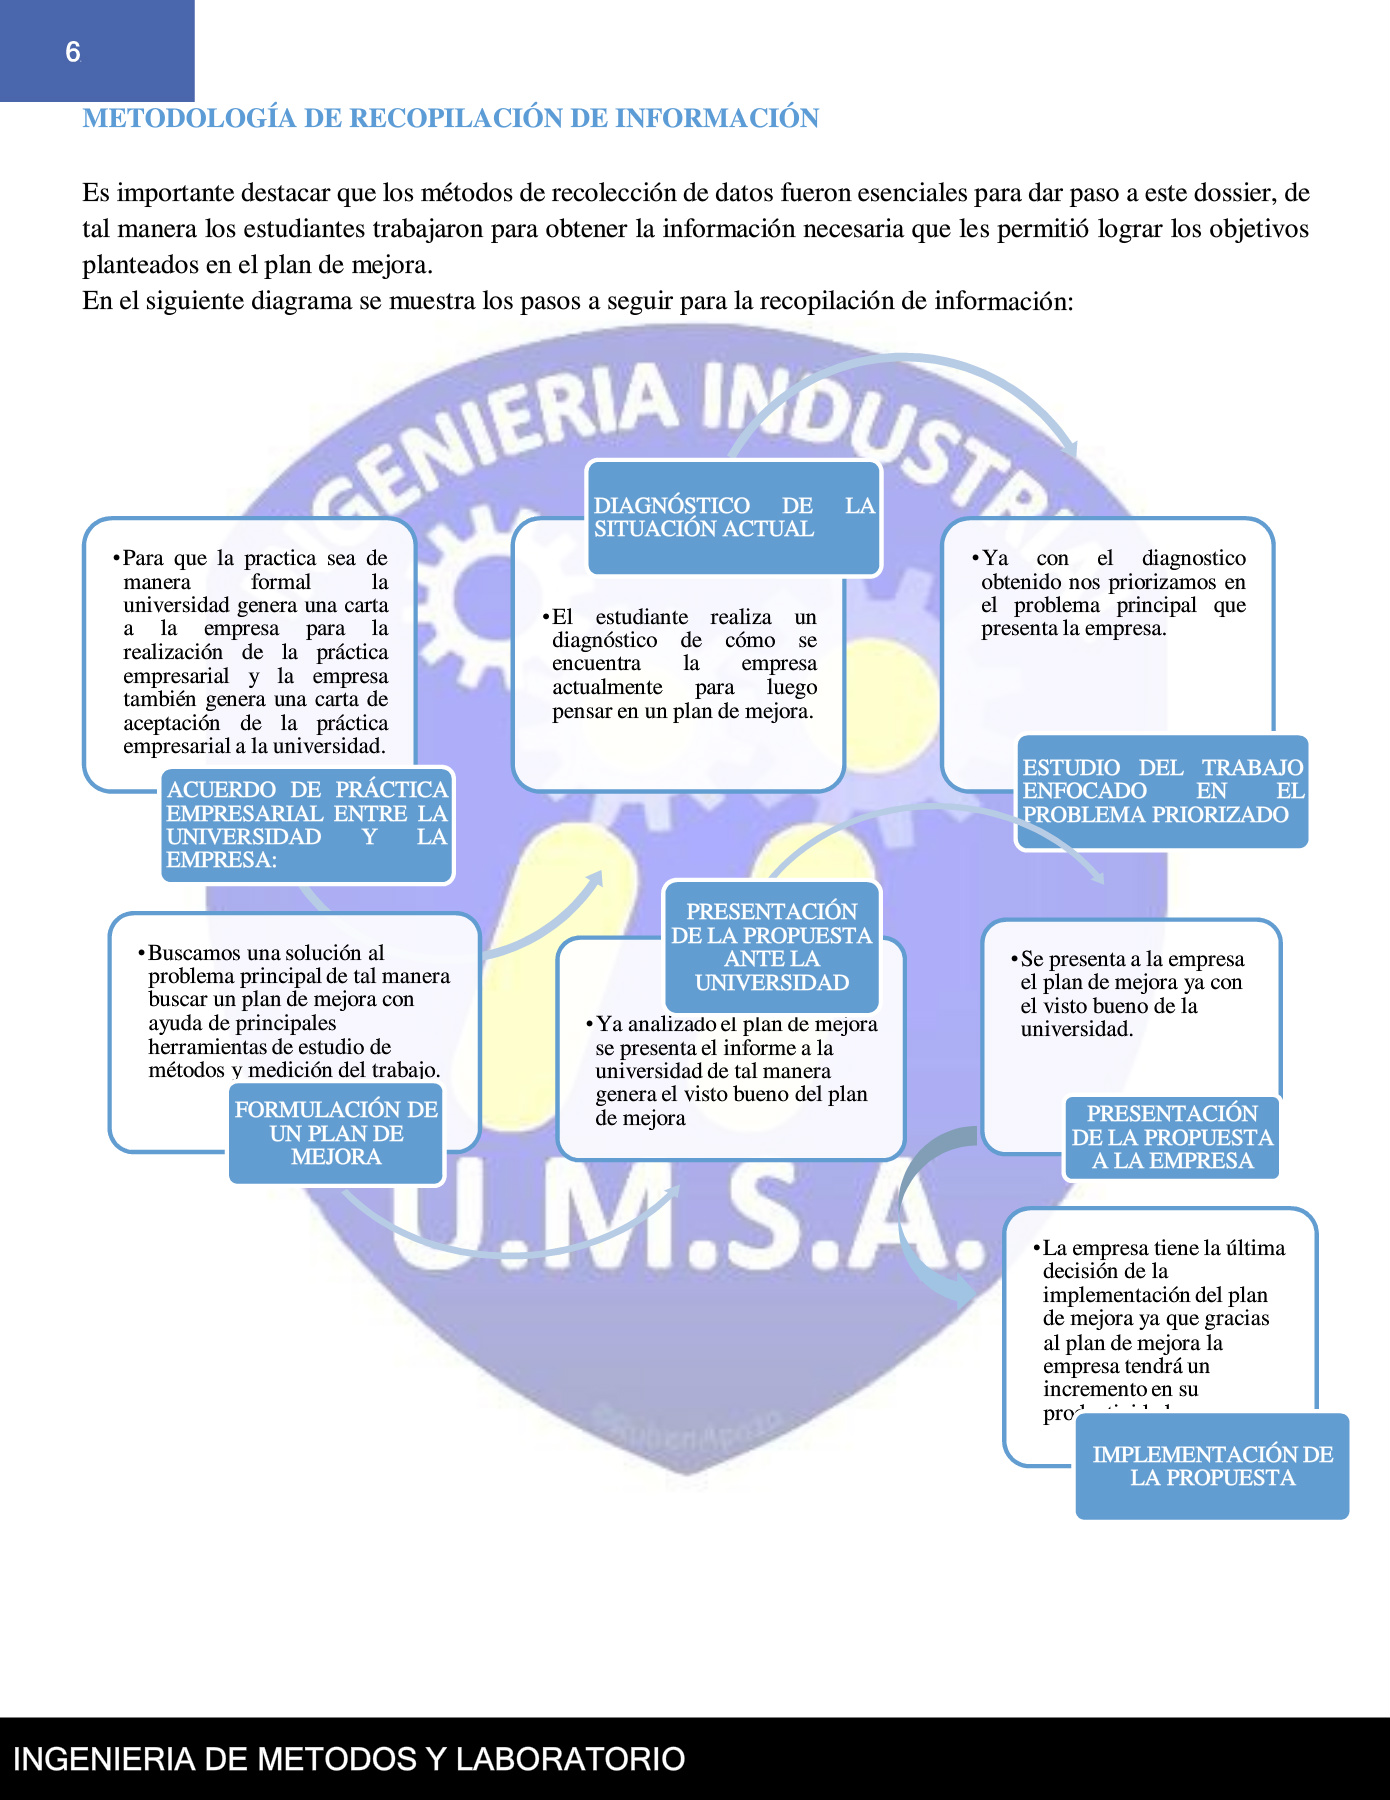 6
METODOLOGÍA DE RECOPILACIÓN DE INFORMACIÓN
Es importante destacar que los métodos de recolección de datos fueron esenciales para dar paso a este dossier, de
tal manera los estudiantes trabajaron para obtener la información necesaria que les permitió lograr los objetivos
planteados en el plan de mejora.
En el siguiente diagrama se muestra los pasos a seguir para la recopilación de información:
•Para que la practica sea de
manera formal la
universidad genera una carta
a la empresa para la
realización de la práctica
empresarial y la empresa
también genera una carta de
aceptación de la práctica
empresarial a la universidad.
ACUERDO DE PRÁCTICA
EMPRESARIAL ENTRE LA
UNIVERSIDAD Y LA
EMPRESA:
DIAGNÓSTICO DE LA
SITUACIÓN ACTUAL
•El estudiante realiza un
diagnóstico de cómo se
encuentra la empresa
actualmente para luego
pensar en un plan de mejora.
•Ya con el diagnostico
obtenido nos priorizamos en
el problema principal que
presenta la empresa.
ESTUDIO DEL TRABAJO
ENFOCADO EN EL
PROBLEMA PRIORIZADO
•Buscamos una solución al
problema principal de tal manera
buscar un plan de mejora con
ayuda de principales
herramientas de estudio de
métodos y medición del trabajo.
FORMULACIÓN DE
UN PLAN DE
MEJORA
PRESENTACIÓN
DE LA PROPUESTA
ANTE LA
UNIVERSIDAD
•Ya analizado el plan de mejora
se presenta el informe a la
universidad de tal manera
genera el visto bueno del plan
de mejora
•Se presenta a la empresa
el plan de mejora ya con
el visto bueno de la
universidad.
PRESENTACIÓN
DE LA PROPUESTA
A LA EMPRESA
•La empresa tiene la última
decisión de la
implementación del plan
de mejora ya que gracias
al plan de mejora la
empresa tendrá un
incremento en su
IMPLEMENTACIÓN DE
LA PROPUESTA
U.M.S.A.
INGENIERIA DE METODOS Y LABORATORIO